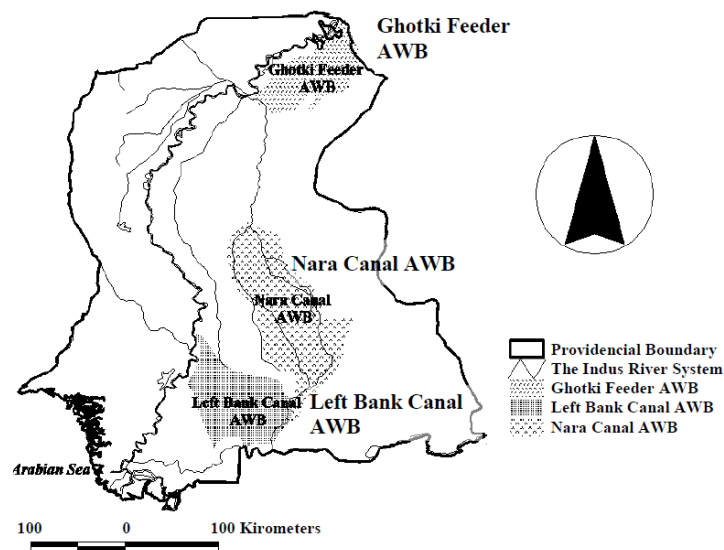 Ghotki Feeder
AWB
Ghotki Feeder
AWB
Nara Canal AWB
Nara Canal
AWB
Left Bank Canal
AWB
Left Bank Canal
AWB
Arabian Sea
Providencial Boundary
The Indus River System
Ghotki Feeder AWB
Left Bank Canal AWB
Nara Canal AWB
100 0 100 Kirometers